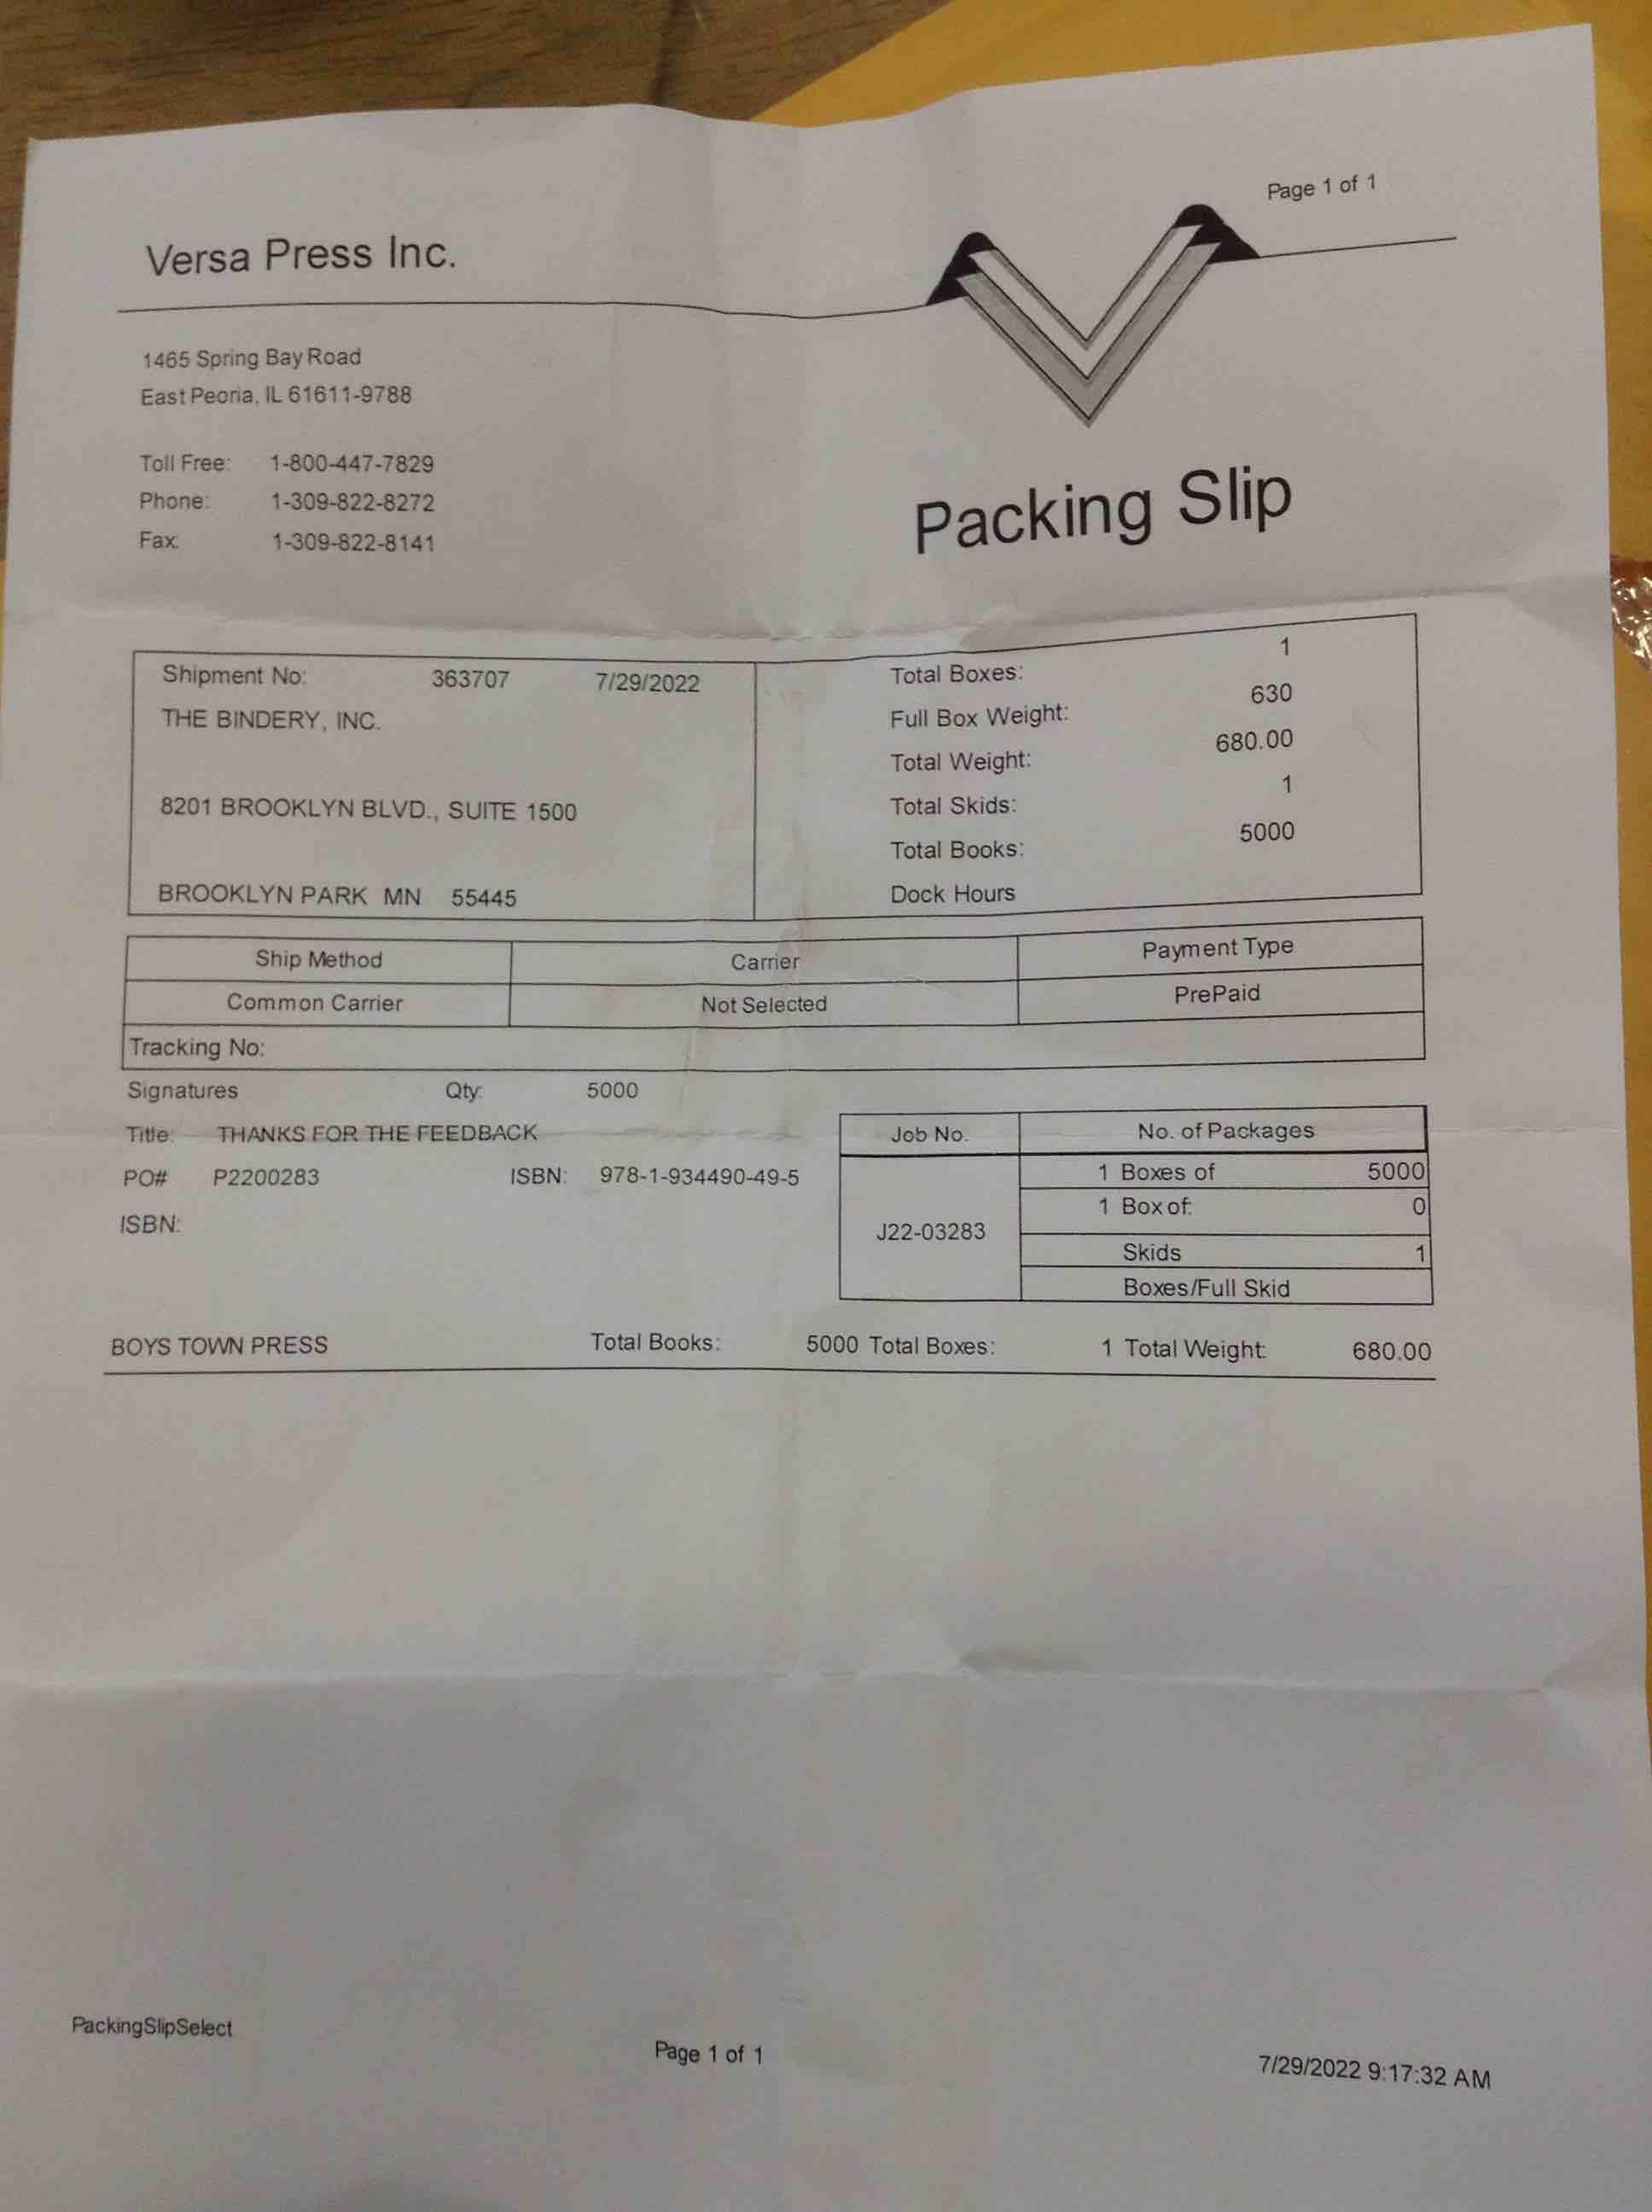 Page 1 of 1
Versa Press Inc.
1465 Spring Bay Road
East Peoria, IL 61611-9788
Toll Free: 1-800-447-7829
Phone: 1-309-822-8272
Fax: 1-309-822-8141
Packing Slip
Shipment No: 363707 7/29/2022
THE BINDERY, INC.
8201 BROOKLYN BLVD., SUITE 1500
BROOKLYN PARK MN 55445
Total Boxes: 1
Full Box Weight: 630
Total Weight: 680.00
Total Skids: 1
Total Books: 5000
Dock Hours
Ship Method Carrier Payment Type
Common Carrier Not Selected PrePaid
Tracking No:
Signatures Qty: 5000
Title: THANKS FOR THE FEEDBACK
PO# P2200283 ISBN: 978-1-934490-49-5
ISBN:
Job No. No. of Packages
J22-03283
1 Boxes of 5000
1 Box of: 0
Skids 1
Boxes/Full Skid
BOYS TOWN PRESS Total Books: 5000 Total Boxes: 1 Total Weight: 680.00
PackingSlipSelect
Page 1 of 1
7/29/2022 9:17:32 AM